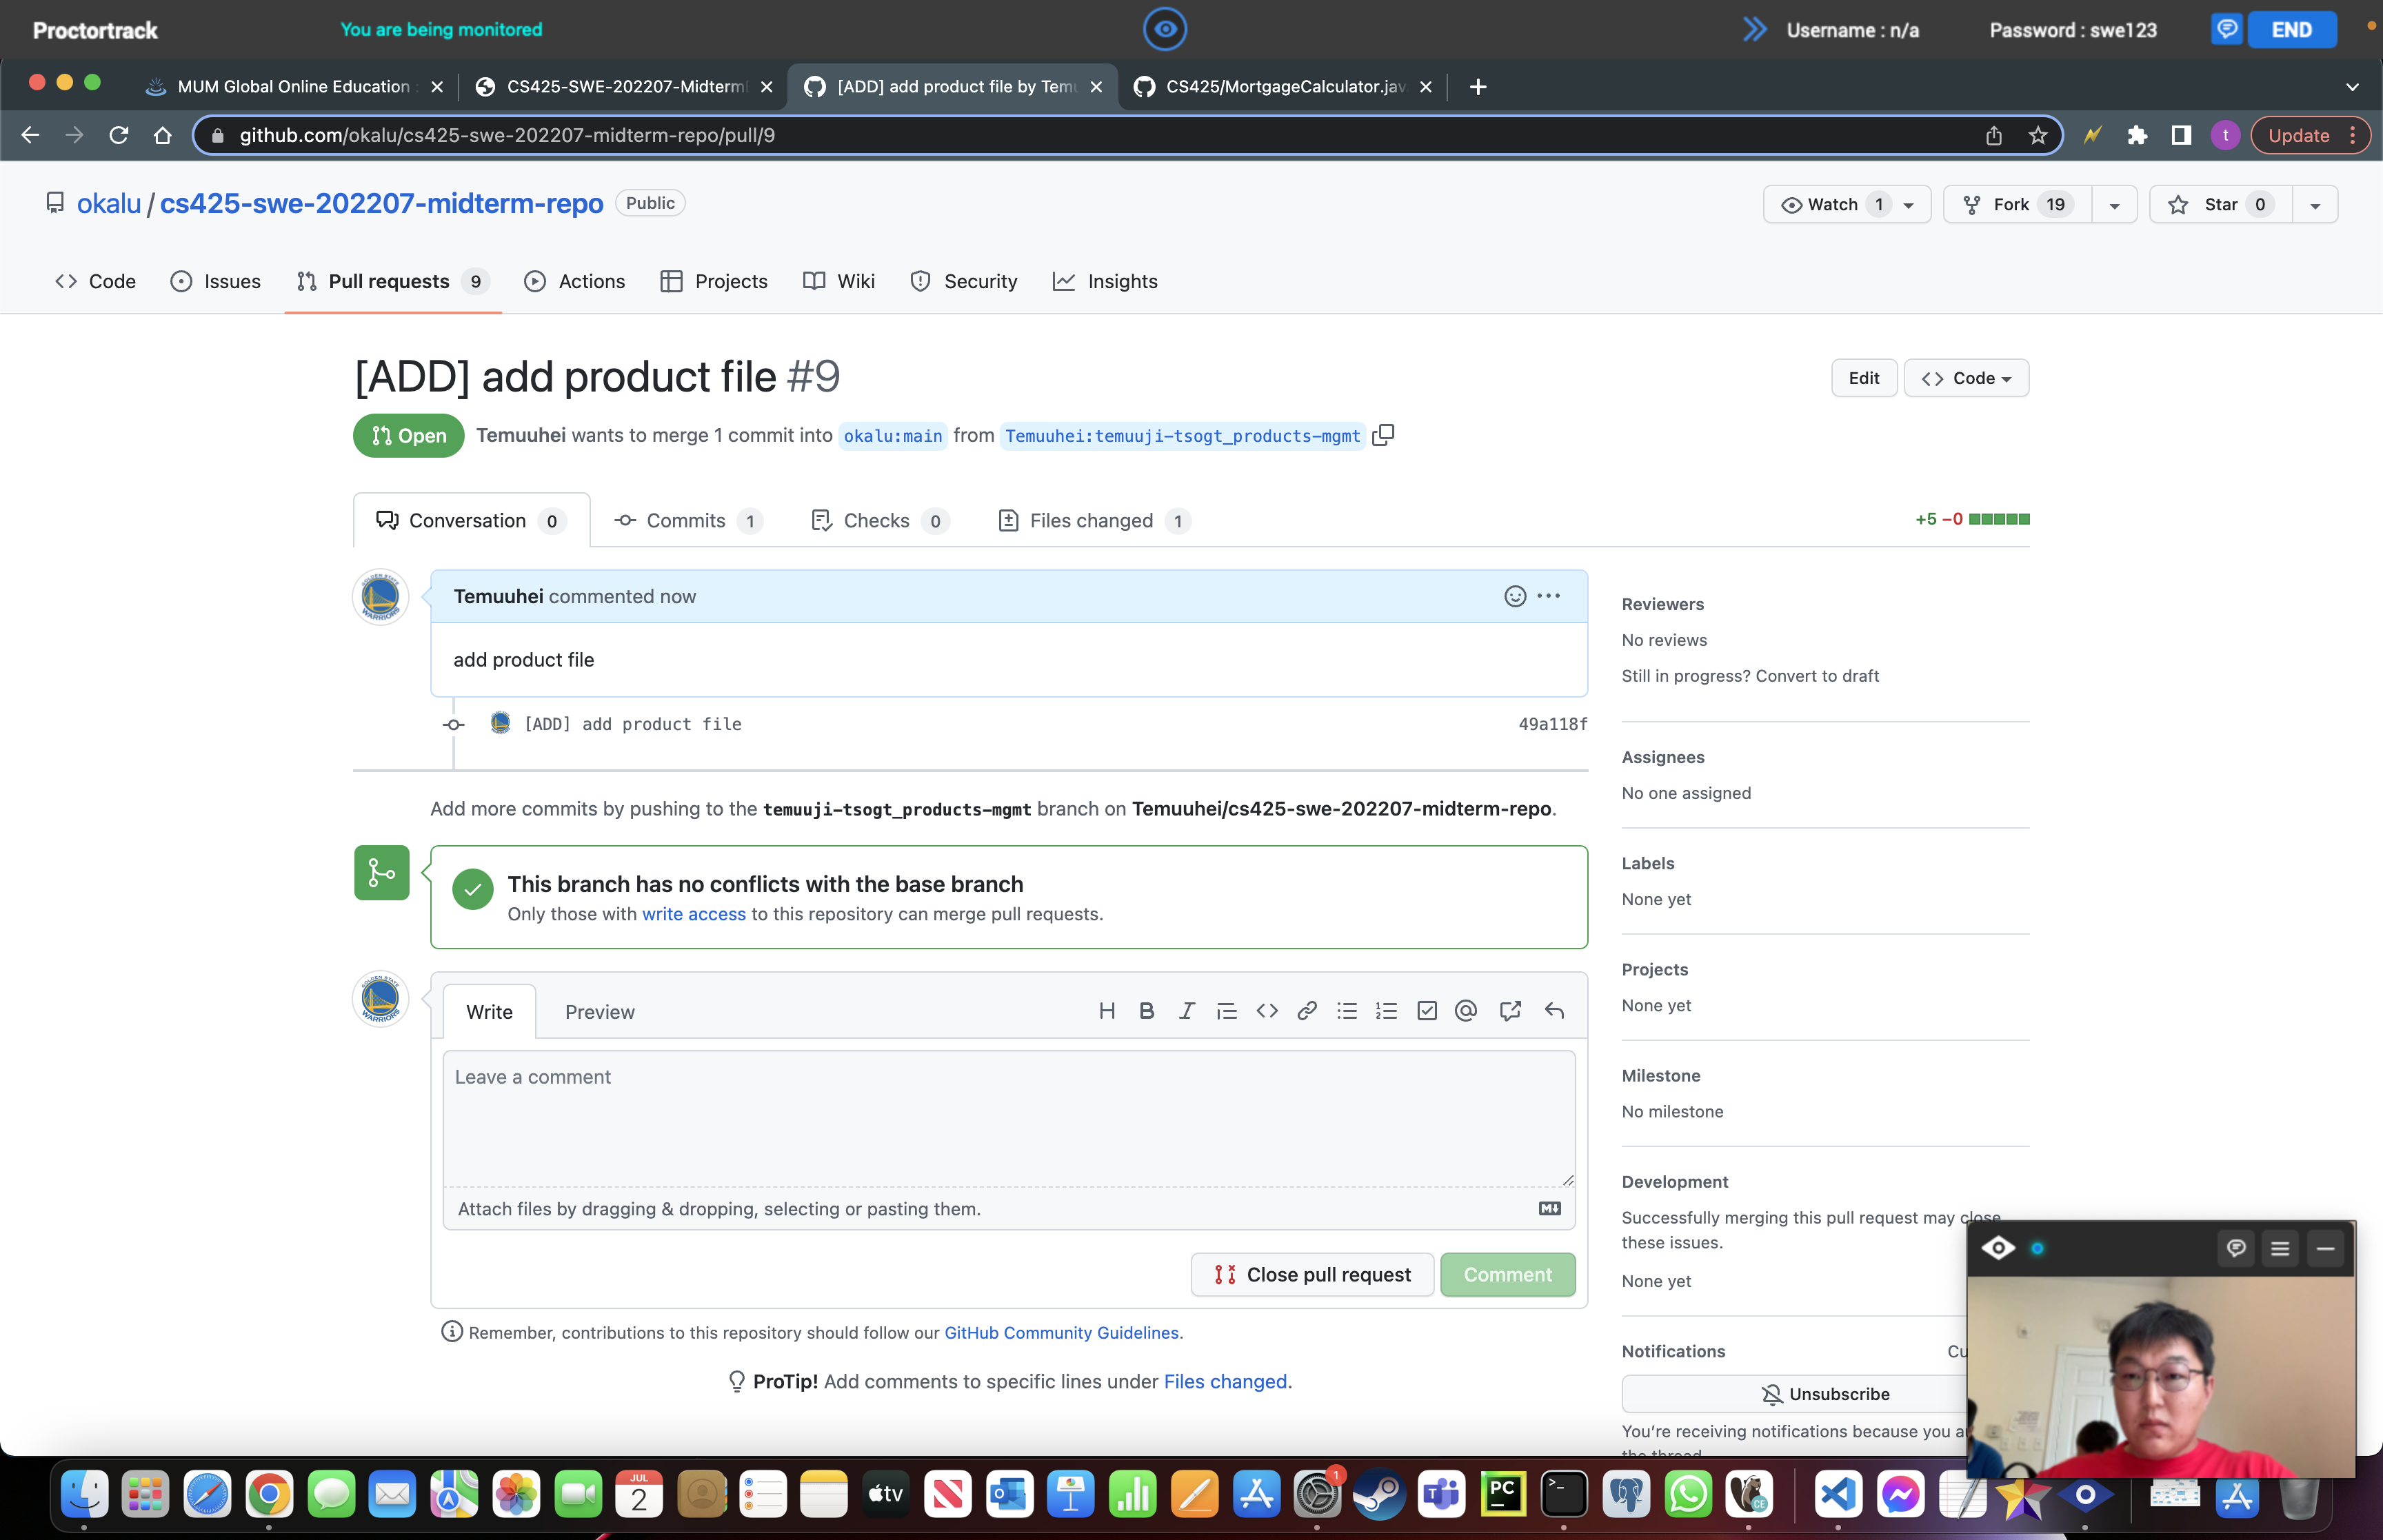 Proctortrack You are being monitored Username : n/a Password : swe123 END
MUM Global Online Education : CS425-SWE-202207-Midterm [ADD] add product file by Temu CS425/MortgageCalculator.jav
github.com/okalu/cs425-swe-202207-midterm-repo/pull/9 t Update
okalu / cs425-swe-202207-midterm-repo Public Watch 1 Fork 19 Star 0
Code Issues Pull requests 9 Actions Projects Wiki Security Insights
[ADD] add product file #9 Edit Code
Open Temuuhei wants to merge 1 commit into okalu:main from Temuuhei:temuuji-tsogt_products-mgmt
Conversation 0 Commits 1 Checks 0 Files changed 1 +5 −0
Temuuhei commented now
add product file
[ADD] add product file 49a118f
Add more commits by pushing to the temuuji-tsogt_products-mgmt branch on Temuuhei/cs425-swe-202207-midterm-repo.
This branch has no conflicts with the base branch
Only those with write access to this repository can merge pull requests.
Write Preview
Leave a comment
Attach files by dragging & dropping, selecting or pasting them.
Close pull request Comment
Remember, contributions to this repository should follow our GitHub Community Guidelines.
ProTip! Add comments to specific lines under Files changed.
Reviewers
No reviews
Still in progress? Convert to draft
Assignees
No one assigned
Labels
None yet
Projects
None yet
Milestone
No milestone
Development
Successfully merging this pull request may close
these issues.
None yet
Notifications Cu
Unsubscribe
You're receiving notifications because you a
GOLDEN STATE
WARRIORS
GOLDEN STATE
WARRIORS
JUL
2
tv
1
PC
CE